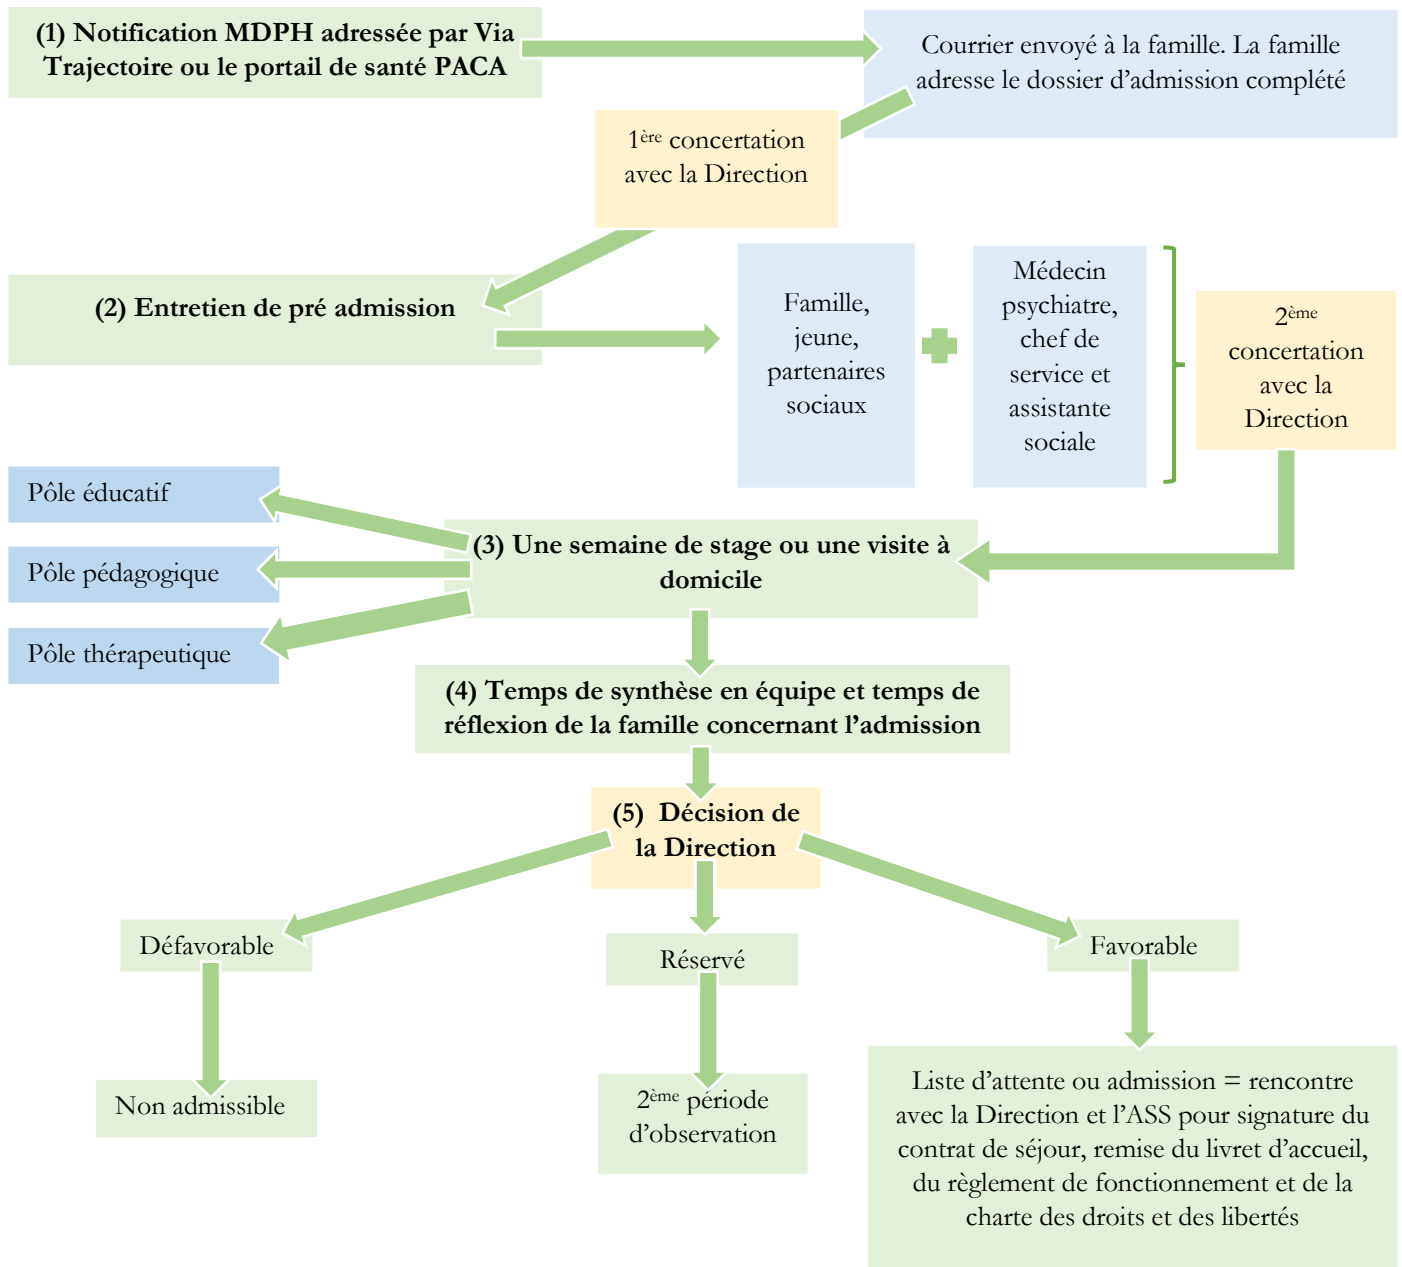 (1) Notification MDPH adressée par Via
Trajectoire ou le portail de santé PACA
Courrier envoyé à la famille. La famille
adresse le dossier d’admission complété
1ère concertation
avec la Direction
(2) Entretien de pré admission
Famille,
jeune,
partenaires
sociaux
Médecin
psychiatre,
chef de
service et
assistante
sociale
2ème
concertation
avec la
Direction
Pôle éducatif
Pôle pédagogique
Pôle thérapeutique
(3) Une semaine de stage ou une visite à
domicile
(4) Temps de synthèse en équipe et temps de
réflexion de la famille concernant l’admission
(5) Décision de
la Direction
Défavorable
Réservé
Favorable
Non admissible
2ème période
d’observation
Liste d’attente ou admission = rencontre
avec la Direction et l’ASS pour signature du
contrat de séjour, remise du livret d’accueil,
du règlement de fonctionnement et de la
charte des droits et des libertés